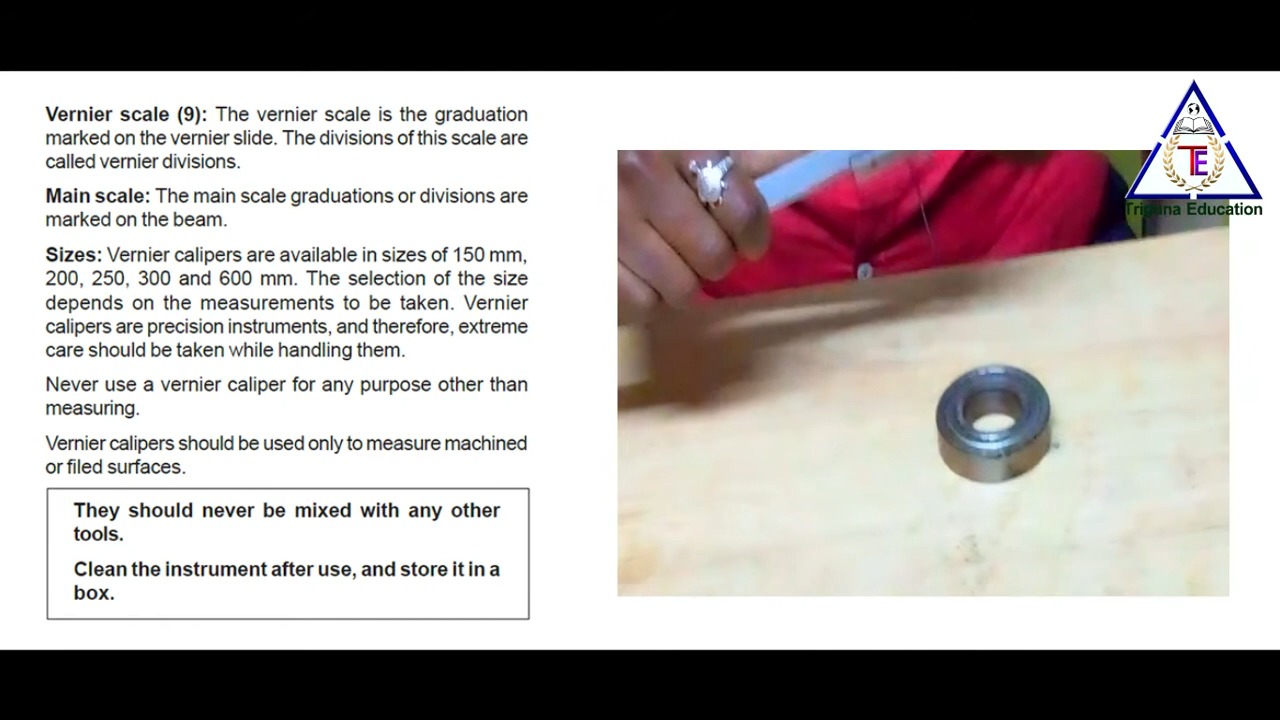 Vernier scale (9): The vernier scale is the graduation
marked on the vernier slide. The divisions of this scale are
called vernier divisions.
Main scale: The main scale graduations or divisions are
marked on the beam.
Sizes: Vernier calipers are available in sizes of 150 mm,
200, 250, 300 and 600 mm. The selection of the size
depends on the measurements to be taken. Vernier
calipers are precision instruments, and therefore, extreme
care should be taken while handling them.
Never use a vernier caliper for any purpose other than
measuring.
Vernier calipers should be used only to measure machined
or filed surfaces.
They should never be mixed with any other
tools.
Clean the instrument after use, and store it in a
box.
TE
Triguna Education